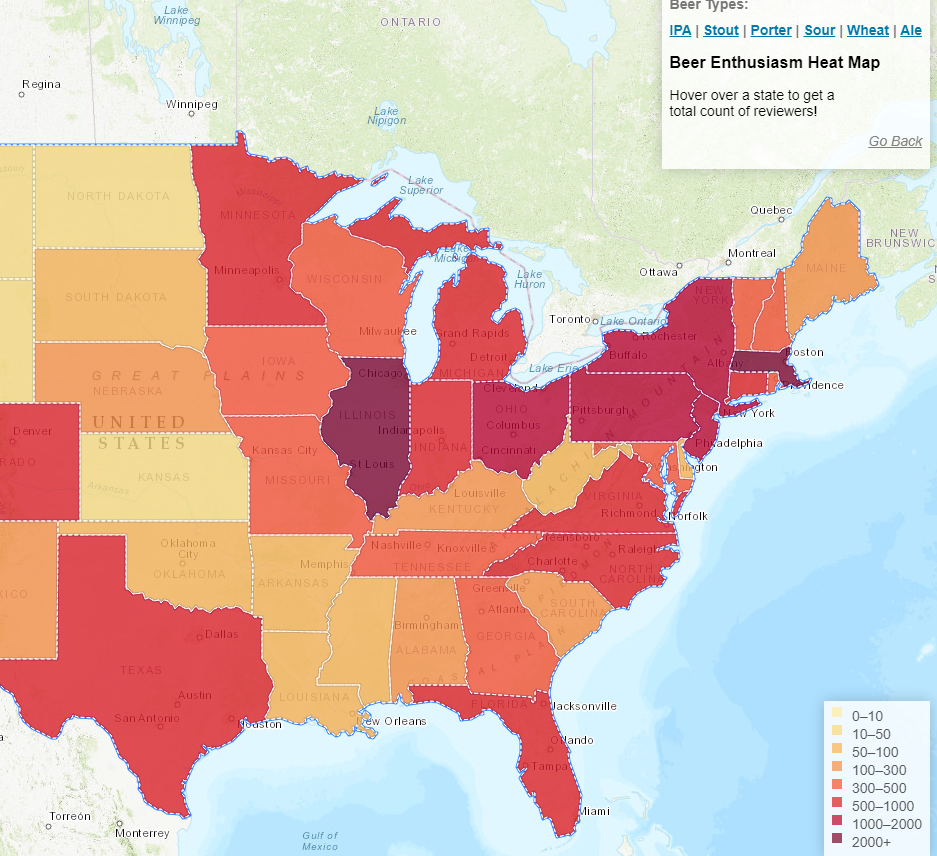 Beer Types:
IPA | Stout | Porter | Sour | Wheat | Ale
Beer Enthusiasm Heat Map
Hover over a state to get a
total count of reviewers!
Go Back
Lake
Winnipeg
ONTARIO
Regina
Winnipeg
Lake
Nipigon
Lake
Superior
NORTH DAKOTA
Mississippi
MINNESOTA
Quebec
NEW
BRUNSWIC
Montreal
Ottawa
MAINE
Lake
Michig
Lake
Huron
Minneapolis
WISCONSIN
SOUTH DAKOTA
NEW
YORK
Toronto
Lake Ontario
Rochester
Milwaukee
Grand Rapids
Buffalo
Albany
Boston
Detroit
Lake Erie
IOWA
Chicago
MICHIGAN
Cleveland
Providence
GREAT PLAINS
NEBRASKA
UNITED
STATES
ILLINOIS
OHIO
Pittsburgh
New York
Denver
RADO
Indianapolis
INDIANA
Columbus
Cincinnati
Philadelphia
Kansas City
St Louis
MISSOURI
KANSAS
Arkansas
Louisville
KENTUCKY
VIRGINIA
Richmond
Norfolk
Washington
MOUNTAIN
Oklahoma
City
OKLAHOMA
Nashville
Knoxville
Greensboro
Raleigh
Memphis
TENNESSEE
Charlotte
NORTH
CAROLINA
ARKANSAS
XICO
Greenville
SOUTH
CAROLINA
Atlanta
Birmingham
GEORGIA
ALABAMA
Dallas
TEXAS
LOUISIANA
Austin
San Antonio
Houston
New Orleans
FLORIDA
Jacksonville
Orlando
Tampa
Miami
Torreón
Monterrey
Gulf of
Mexico
0–10
10–50
50–100
100–300
300–500
500–1000
1000–2000
2000+